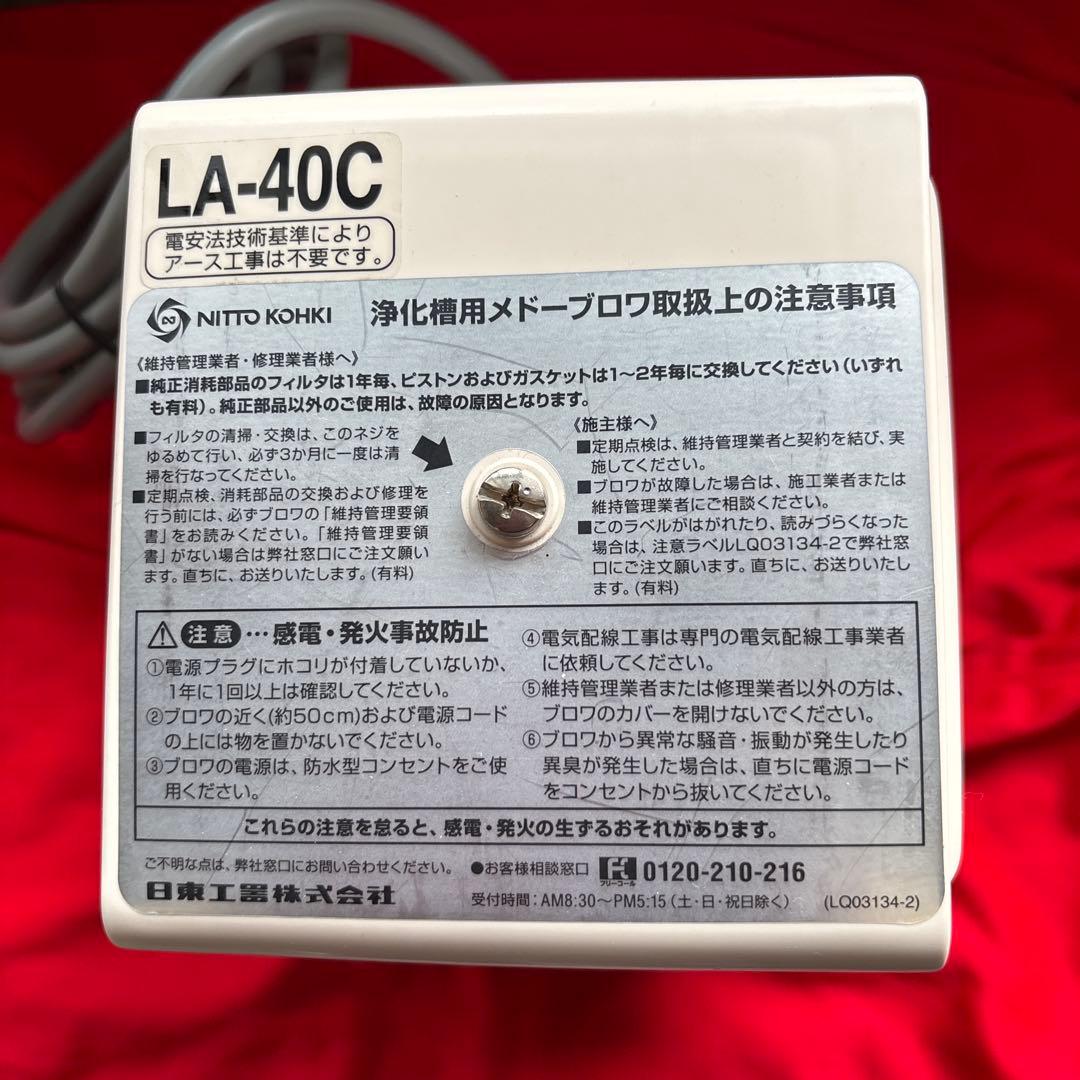 LA-40C
電安法技術基準により
アース工事は不要です。
NITTO KOHKI 浄化槽用メドーブロワ取扱上の注意事項
《維持管理業者・修理業者様へ》
■純正消耗部品のフィルタは1年毎、ピストンおよびガスケットは1～2年毎に交換してください(いずれ
も有料)。純正部品以外のご使用は、故障の原因となります。
■フィルタの清掃・交換は、このネジを
ゆるめて行い、必ず3か月に一度は清
掃を行なってください。
■定期点検、消耗部品の交換および修理を
行う前には、必ずブロワの「維持管理要領
書」をお読みください。「維持管理要領
書」がない場合は弊社窓口にご注文願い
ます。直ちに、お送りいたします。(有料)
《施主様へ》
■定期点検は、維持管理業者と契約を結び、実
施してください。
■ブロワが故障した場合は、施工業者または
維持管理業者にご相談ください。
■このラベルがはがれたり、読みづらくなった
場合は、注意ラベルLQ03134-2で弊社窓
口にご注文願います。直ちに、お送りいたし
ます。(有料)
注意…感電・発火事故防止
①電源プラグにホコリが付着していないか、
1年に1回以上は確認してください。
②ブロワの近く(約50cm)および電源コード
の上には物を置かないでください。
③ブロワの電源は、防水型コンセントをご使
用ください。
④電気配線工事は専門の電気配線工事業者
に依頼してください。
⑤維持管理業者または修理業者以外の方は、
ブロワのカバーを開けないでください。
⑥ブロワから異常な騒音・振動が発生したり
異臭が発生した場合は、直ちに電源コード
をコンセントから抜いてください。
これらの注意を怠ると、感電・発火の生ずるおそれがあります。
ご不明な点は、弊社窓口にお問い合わせください。 ●お客様相談窓口 フリーコール 0120-210-216
日東工器株式会社 受付時間:AM8:30～PM5:15(土・日・祝日除く) (LQ03134-2)